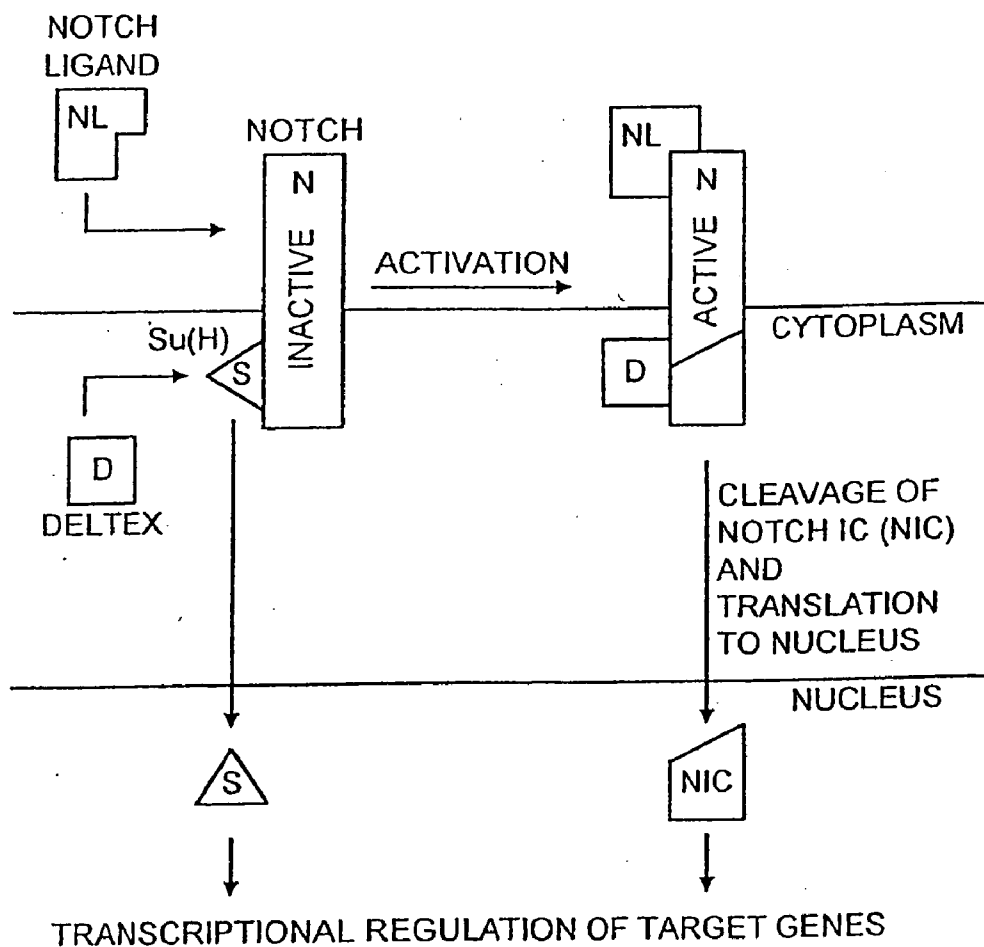 NOTCH
LIGAND
NL
NOTCH
N
INACTIVE
ACTIVATION
NL
N
ACTIVE
CYTOPLASM
Su(H)
S
D
DELTEX
D
CLEAVAGE OF
NOTCH IC (NIC)
AND
TRANSLATION
TO NUCLEUS
NUCLEUS
S
NIC
TRANSCRIPTIONAL REGULATION OF TARGET GENES